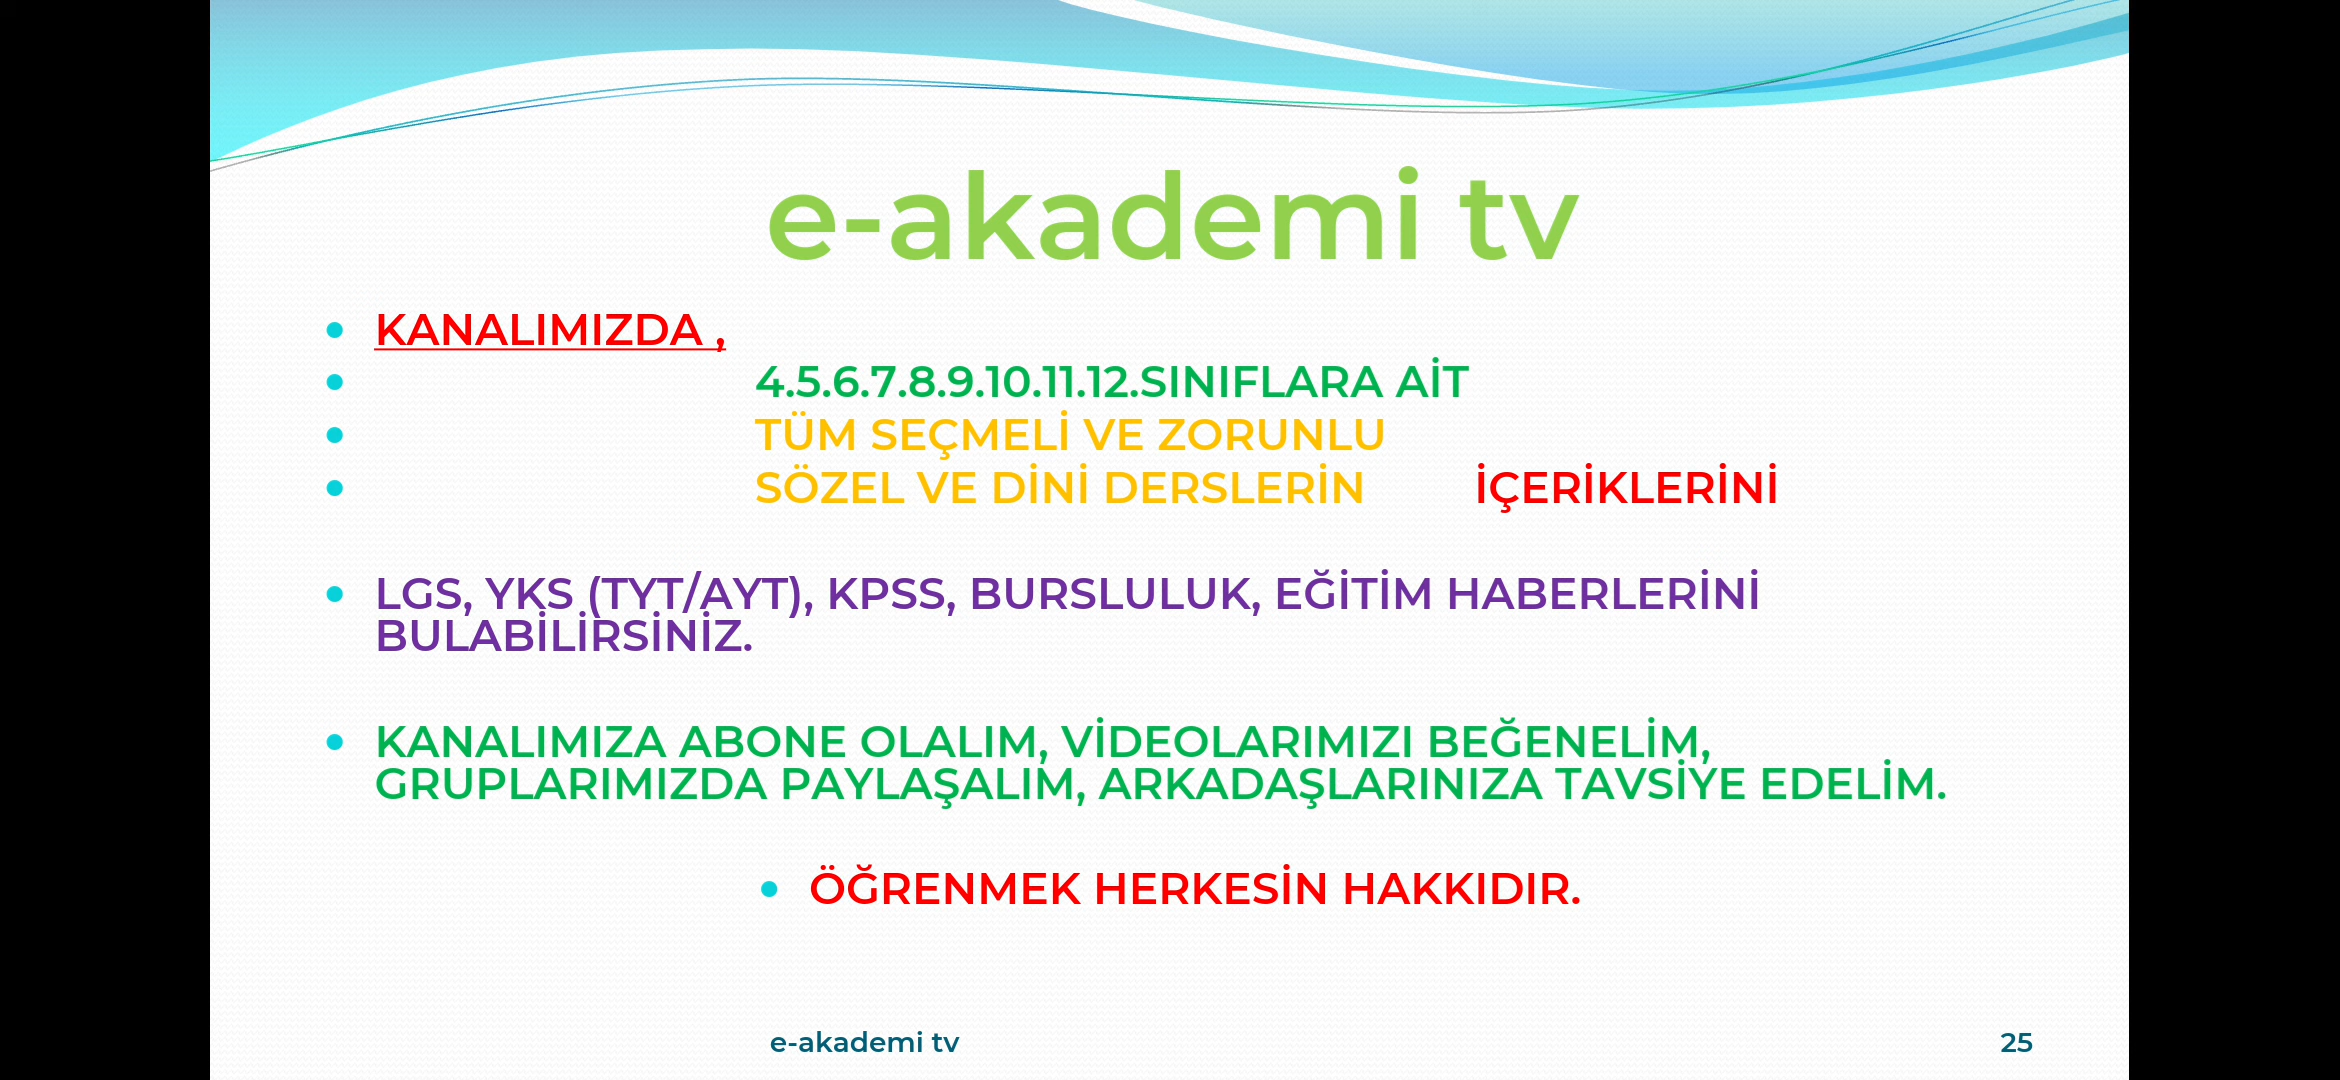 e-akademi tv
KANALIMIZDA ,
4.5.6.7.8.9.10.11.12.SINIFLARA AİT
TÜM SEÇMELİ VE ZORUNLU
SÖZEL VE DİNİ DERSLERİN İÇERİKLERİNİ
LGS, YKS (TYT/AYT), KPSS, BURSLULUK, EĞİTİM HABERLERİNİ
BULABİLİRSİNİZ.
KANALIMIZA ABONE OLALIM, VİDEOLARIMIZI BEĞENELİM,
GRUPLARIMIZDA PAYLAŞALIM, ARKADAŞLARINIZA TAVSİYE EDELİM.
ÖĞRENMEK HERKESİN HAKKIDIR.
e-akademi tv
25